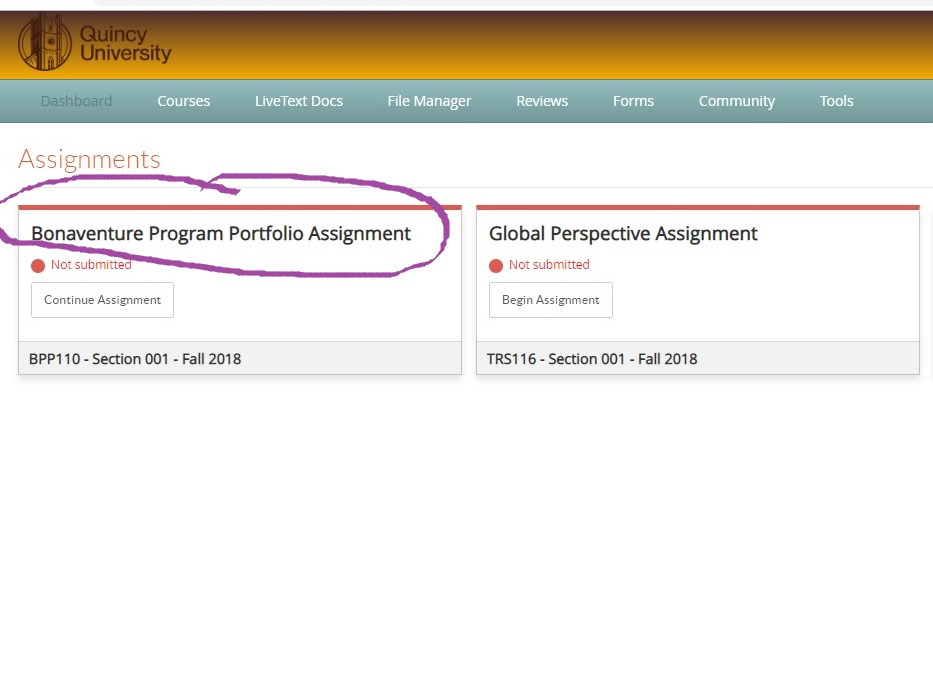 Quincy
University
Dashboard Courses LiveText Docs File Manager Reviews Forms Community Tools
Assignments
Bonaventure Program Portfolio Assignment
Not submitted
Continue Assignment
BPP110 - Section 001 - Fall 2018
Global Perspective Assignment
Not submitted
Begin Assignment
TRS116 - Section 001 - Fall 2018